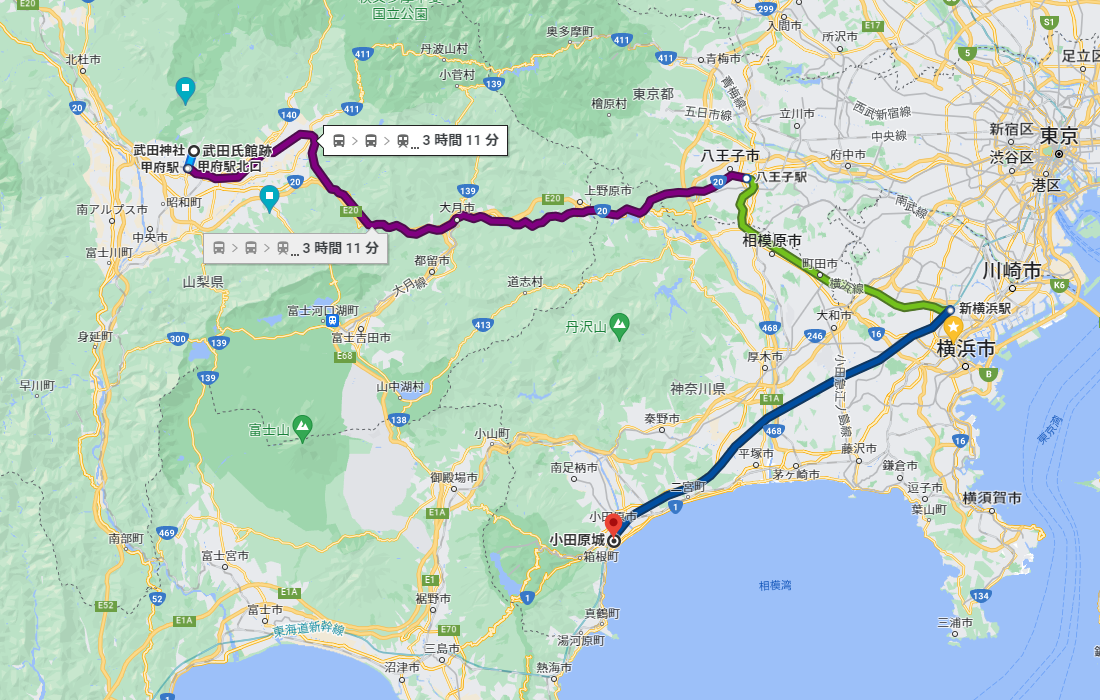 国立公園
20
299
入間市
E17
S1
丹波山村
奥多摩町
411
411
411
所沢市
5
足立区
北杜市
小菅村
青梅市
139
青梅線
20
140
411
檜原村
東京都
五日市線
立川市
西武新宿線
中央線
新宿区
東京
武田神社
武田氏館跡
3 時間 11 分
甲府駅
甲府駅北口
八王子市
府中市
渋谷区
20
昭和町
139
上野原市
20
八王子駅
港区
E20
E20
南アルプス市
大月市
20
南武線
中央市
3 時間 11 分
相模原市
富士川町
都留市
町田市
川崎市
山梨県
大月線
道志村
横浜線
K6
富士河口湖町
新横浜駅
丹沢山
413
大和市
身延町
300
139
富士吉田市
468
246
16
横浜市
E68
厚木市
B
早川町
139
山中湖村
神奈川県
小田急江ノ島線
138
E1A
富士山
小山町
秦野市
468
16
東京湾
平塚市
藤沢市
御殿場市
南足柄市
茅ヶ崎市
鎌倉市
二宮町
逗子市
横須賀市
E1A
小田原市
1
葉山町
469
南部町
小田原城
箱根町
富士宮市
E1
相模湾
52
E1A
裾野市
1
134
E52
富士市
真鶴町
E1A
東海道新幹線
E70
三浦市
三島市
湯河原町
沼津市
熱海市
1